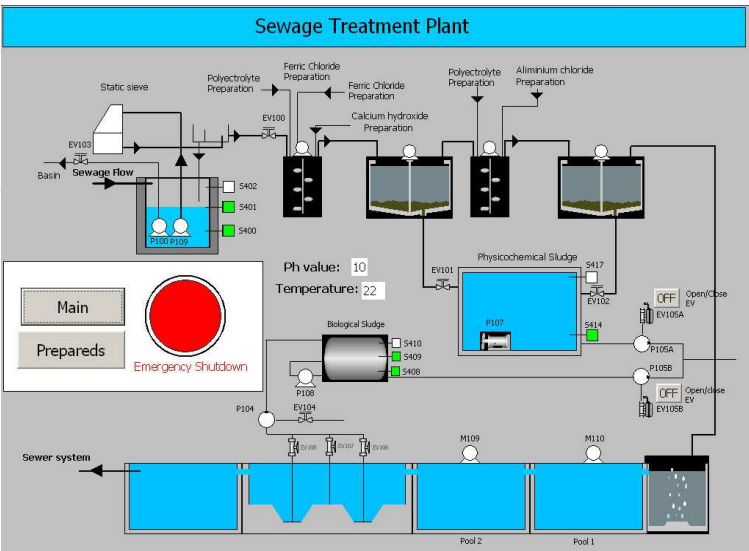 Sewage Treatment Plant
Ferric Chloride
Preparation
Polyectrolyte
Preparation
Ferric Chloride
Preparation
Polyectrolyte
Preparation
Aliminium chloride
Preparation
Static sieve
EV100
Calcium hydroxide
Preparation
EV103
Basin
Sewage Flow
S402
S401
S400
P100
P109
Physicochemical Sludge
Ph value: 10
Temperature: 22
EV101
S417
EV102
P107
S414
Main
Prepareds
Emergency Shutdown
Biological Sludge
S410
S409
S408
P108
OFF
Open/Close
EV
EV105A
P105A
P105B
OFF
Open/close
EV
EV105B
P104
EV104
EV107
M109
M110
Sewer system
Pool 2
Pool 1